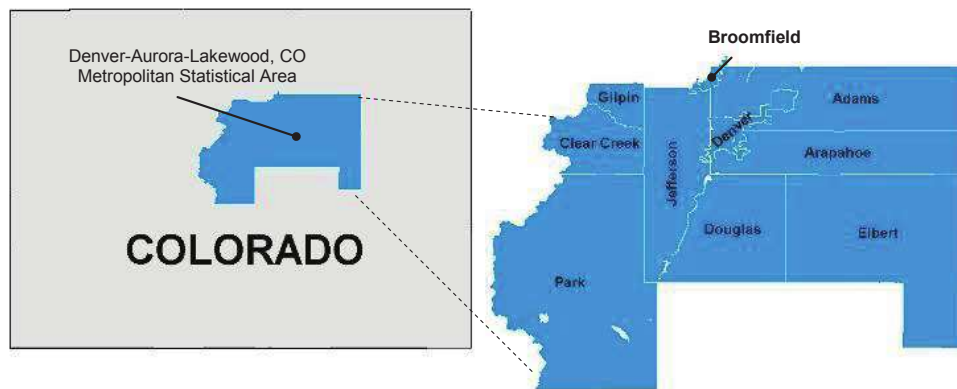 Denver-Aurora-Lakewood, CO
Metropolitan Statistical Area
COLORADO
Broomfield
Gilpin
Adams
Denver
Clear Creek
Jefferson
Arapahoe
Douglas
Elbert
Park